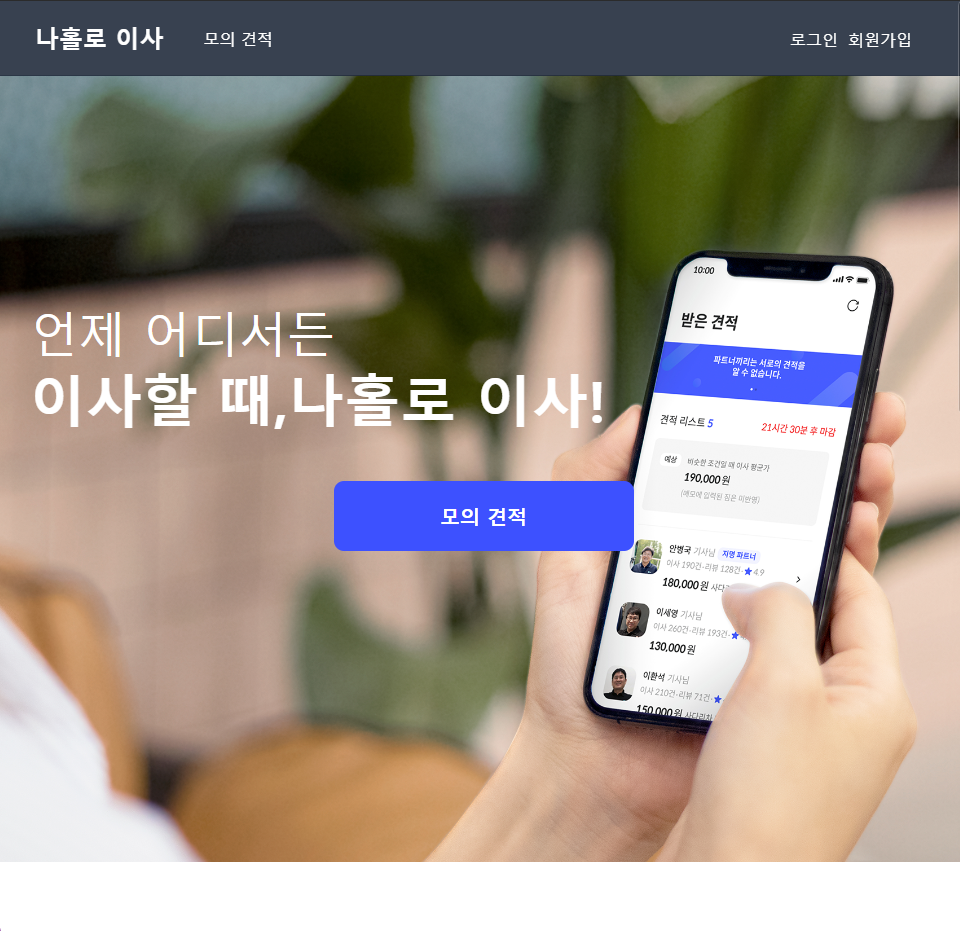 나홀로 이사
모의 견적
로그인 회원가입
언제 어디서든
이사할 때,나홀로 이사!
모의 견적
10:00
받은 견적
파트너끼리는 서로의 견적을
알 수 없습니다.
견적 리스트 5
21시간 30분 후 마감
예상 비슷한 조건일 때 이사 평균가
190,000원
(메모에 입력된 짐은 미반영)
안병국 기사님 지명 파트너
이사 190건·리뷰 128건·★4.9
180,000원
이세영 기사님
이사 260건·리뷰 193건·★
130,000원
이환석 기사님
이사 210건·리뷰 71건·★
150,000원 사다리차